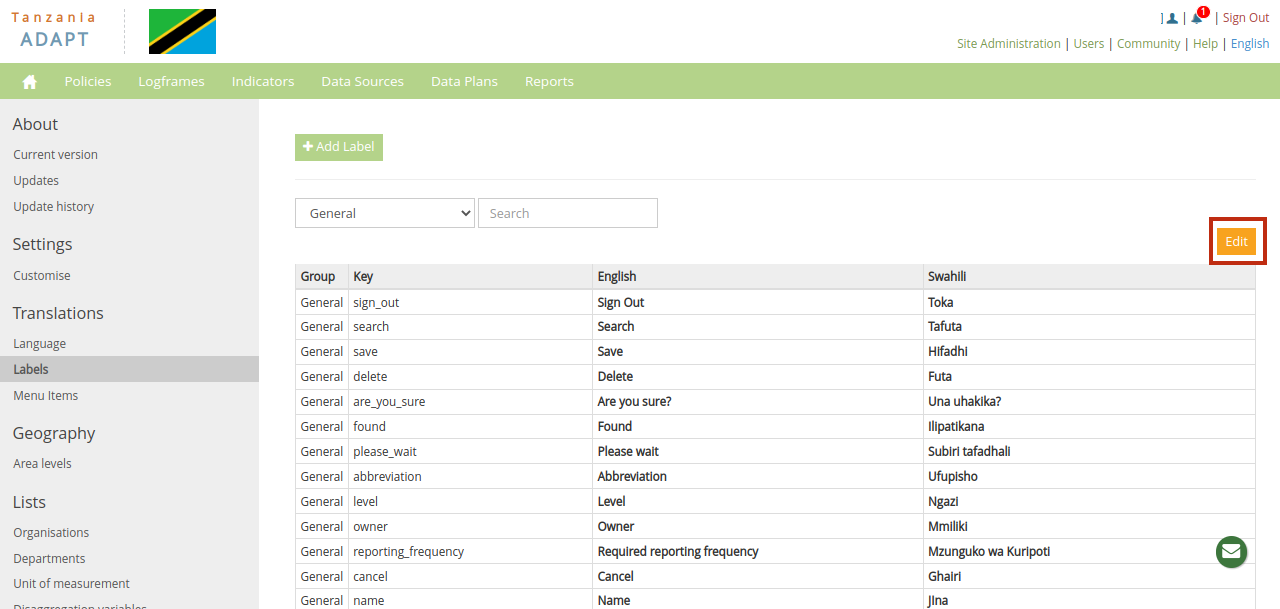 Tanzania
ADAPT
] | 1 | Sign Out
Site Administration | Users | Community | Help | English
Policies Logframes Indicators Data Sources Data Plans Reports
About
Current version
Updates
Update history
Settings
Customise
Translations
Language
Labels
Menu Items
Geography
Area levels
Lists
Organisations
Departments
Unit of measurement
Disaggregation variables
+ Add Label
General Search
Edit
Group Key English Swahili
General sign_out Sign Out Toka
General search Search Tafuta
General save Save Hifadhi
General delete Delete Futa
General are_you_sure Are you sure? Una uhakika?
General found Found Ilipatikana
General please_wait Please wait Subiri tafadhali
General abbreviation Abbreviation Ufupisho
General level Level Ngazi
General owner Owner Mmiliki
General reporting_frequency Required reporting frequency Mzunguko wa Kuripoti
General cancel Cancel Ghairi
General name Name Jina